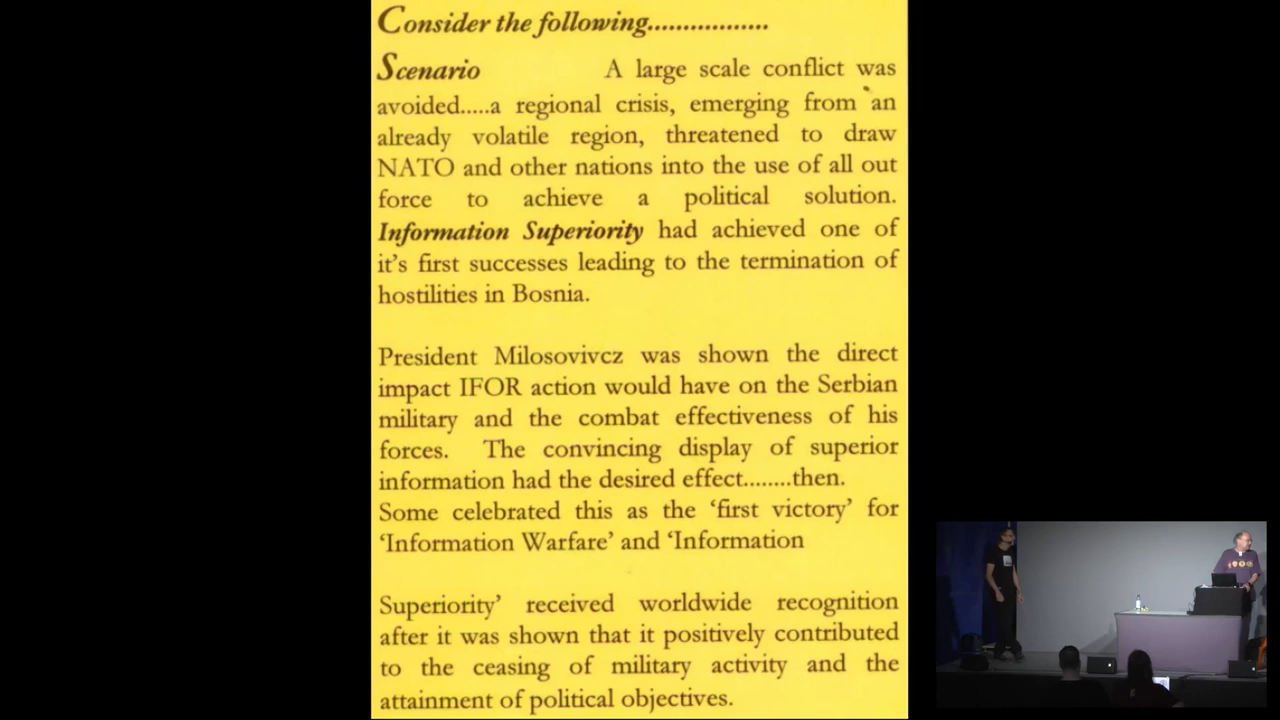 Consider the following.................
Scenario A large scale conflict was
avoided.....a regional crisis, emerging from an
already volatile region, threatened to draw
NATO and other nations into the use of all out
force to achieve a political solution.
Information Superiority had achieved one of
it's first successes leading to the termination of
hostilities in Bosnia.
President Milosovivcz was shown the direct
impact IFOR action would have on the Serbian
military and the combat effectiveness of his
forces. The convincing display of superior
information had the desired effect........then.
Some celebrated this as the ‘first victory’ for
‘Information Warfare’ and ‘Information
Superiority’ received worldwide recognition
after it was shown that it positively contributed
to the ceasing of military activity and the
attainment of political objectives.